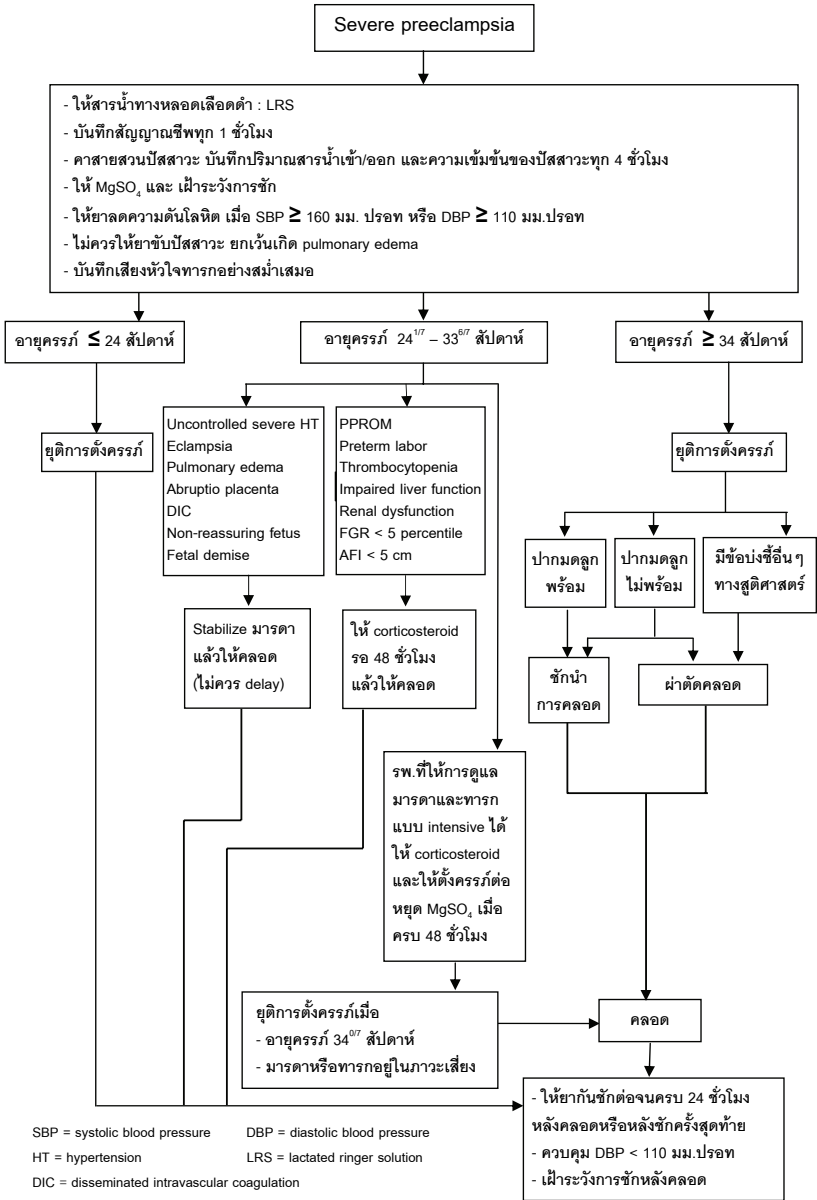 Severe preeclampsia
- ให้สารน้ำทางหลอดเลือดดำ : LRS
- บันทึกสัญญาณชีพทุก 1 ชั่วโมง
- คาสายสวนปัสสาวะ บันทึกปริมาณสารน้ำเข้า/ออก และความเข้มข้นของปัสสาวะทุก 4 ชั่วโมง
- ให้ MgSO₄ และ เฝ้าระวังการชัก
- ให้ยาลดความดันโลหิต เมื่อ SBP ≥ 160 มม. ปรอท หรือ DBP ≥ 110 มม.ปรอท
- ไม่ควรให้ยาขับปัสสาวะ ยกเว้นเกิด pulmonary edema
- บันทึกเสียงหัวใจทารกอย่างสม่ำเสมอ
อายุครรภ์ ≤ 24 สัปดาห์
อายุครรภ์ 24¹/⁷ – 33⁶/⁷ สัปดาห์
อายุครรภ์ ≥ 34 สัปดาห์
ยุติการตั้งครรภ์
Uncontrolled severe HT
Eclampsia
Pulmonary edema
Abruptio placenta
DIC
Non-reassuring fetus
Fetal demise
PPROM
Preterm labor
Thrombocytopenia
Impaired liver function
Renal dysfunction
FGR < 5 percentile
AFI < 5 cm
ยุติการตั้งครรภ์
ปากมดลูก
พร้อม
ปากมดลูก
ไม่พร้อม
มีข้อบ่งชี้อื่น ๆ
ทางสูติศาสตร์
Stabilize มารดา
แล้วให้คลอด
(ไม่ควร delay)
ให้ corticosteroid
รอ 48 ชั่วโมง
แล้วให้คลอด
ชักนำ
การคลอด
ผ่าตัดคลอด
รพ.ที่ให้การดูแล
มารดาและทารก
แบบ intensive ได้
ให้ corticosteroid
และให้ตั้งครรภ์ต่อ
หยุด MgSO₄ เมื่อ
ครบ 48 ชั่วโมง
ยุติการตั้งครรภ์เมื่อ
- อายุครรภ์ 34⁰/⁷ สัปดาห์
- มารดาหรือทารกอยู่ในภาวะเสี่ยง
คลอด
- ให้ยากันชักต่อจนครบ 24 ชั่วโมง
หลังคลอดหรือหลังชักครั้งสุดท้าย
- ควบคุม DBP < 110 มม.ปรอท
- เฝ้าระวังการชักหลังคลอด
SBP = systolic blood pressure DBP = diastolic blood pressure
HT = hypertension LRS = lactated ringer solution
DIC = disseminated intravascular coagulation